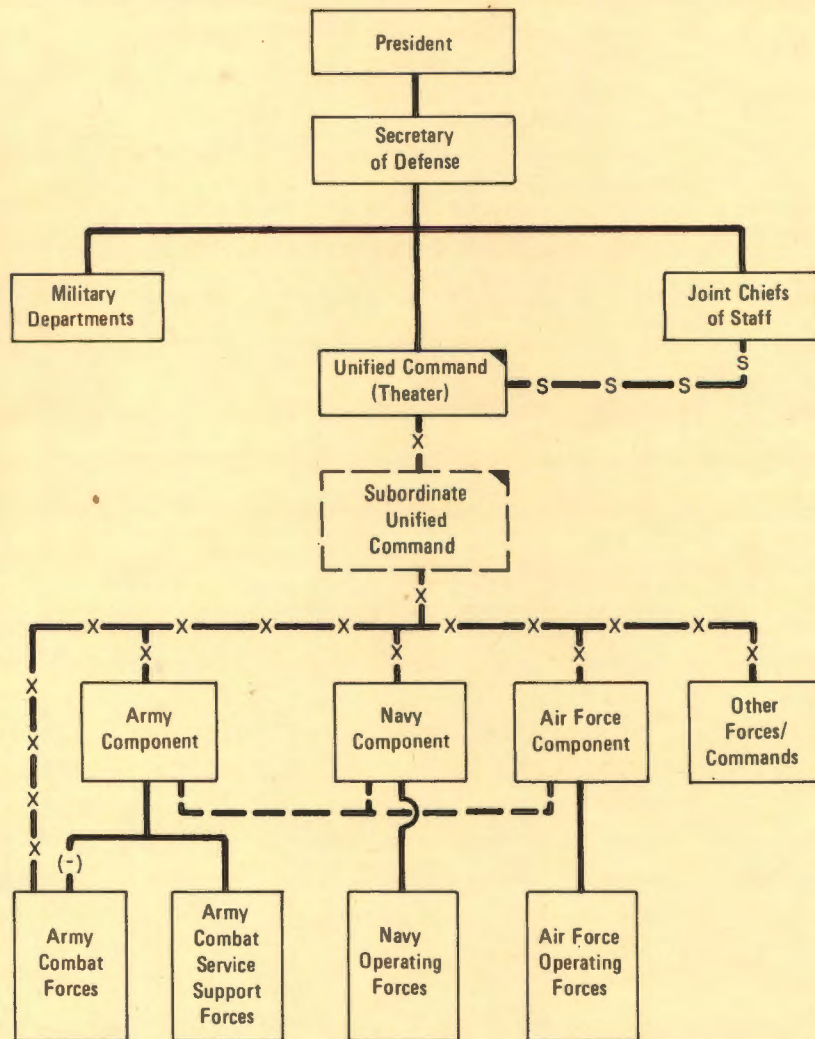 President
Secretary
of Defense
Military
Departments
Joint Chiefs
of Staff
Unified Command
(Theater)
S S S S
X
Subordinate
Unified
Command
X
X X X X X X X X
X X X X X
X
X
X
Army
Component
Navy
Component
Air Force
Component
Other
Forces/
Commands
(-)
Army
Combat
Forces
Army
Combat
Service
Support
Forces
Navy
Operating
Forces
Air Force
Operating
Forces